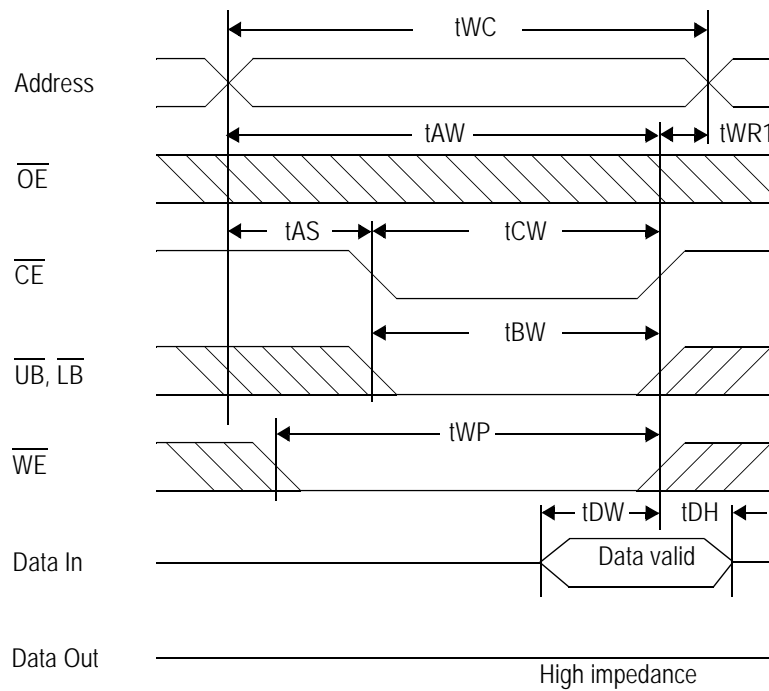 tWC
Address
tAW
tWR1
OE
tAS
tCW
CE
tBW
UB, LB
tWP
WE
tDW
tDH
Data In
Data valid
Data Out
High impedance